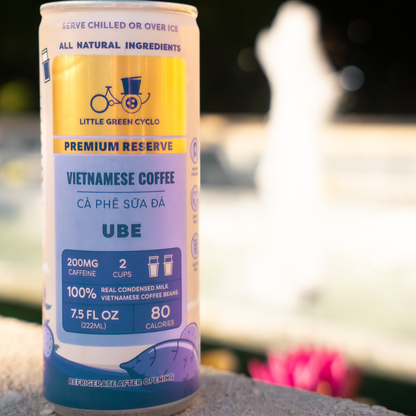 SERVE CHILLED OR OVER ICE
ALL NATURAL INGREDIENTS
LITTLE GREEN CYCLO
PREMIUM RESERVE
VIETNAMESE COFFEE
CÀ PHÊ SỮA ĐÁ
UBE
200MG
CAFFEINE
2
CUPS
100%
REAL CONDENSED MILK
VIETNAMESE COFFEE BEANS
7.5 FL OZ
(222ML)
80
CALORIES
REFRIGERATE AFTER OPENING